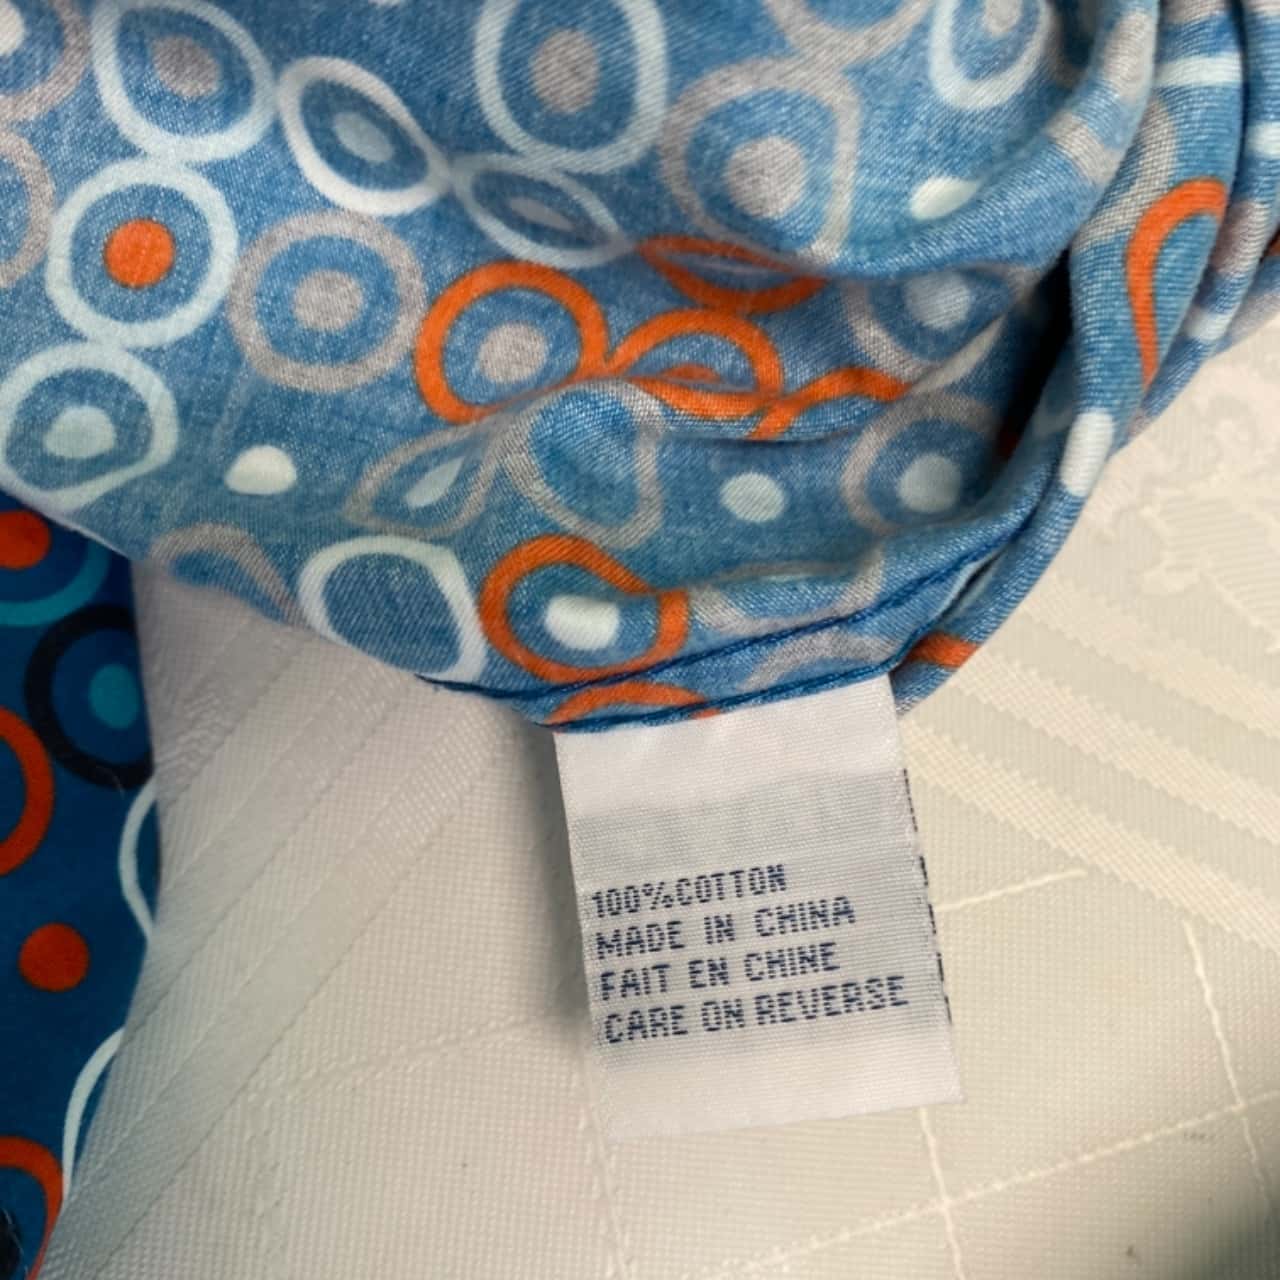 100%COTTON
MADE IN CHINA
FAIT EN CHINE
CARE ON REVERSE